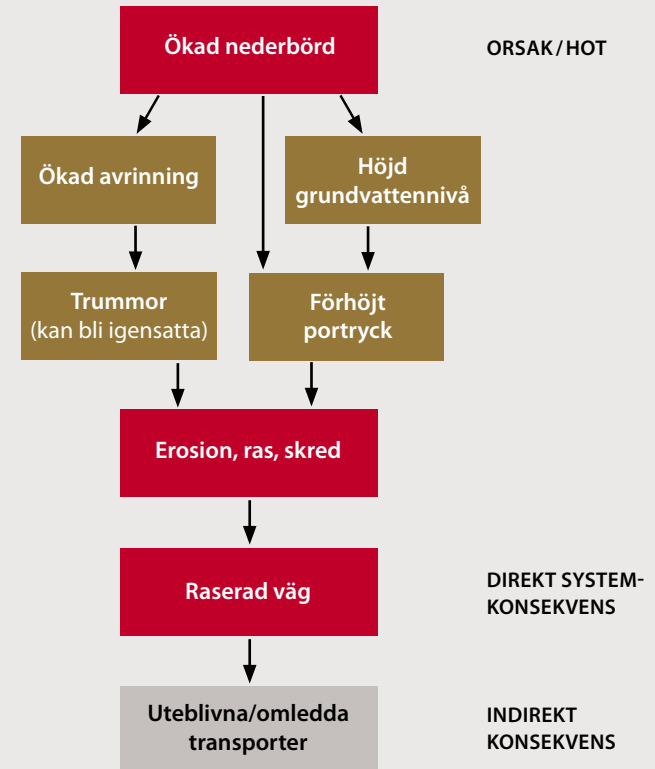 Ökad nederbörd
ORSAK/HOT
Ökad avrinning
Höjd
grundvattennivå
Trummor
(kan bli igensatta)
Förhöjt
portryck
Erosion, ras, skred
Raserad väg
DIREKT SYSTEM-
KONSEKVENS
Uteblivna/omledda
transporter
INDIREKT
KONSEKVENS